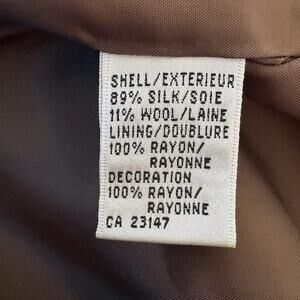 SHELL/EXTERIEUR
89% SILK/SOIE
11% WOOL/LAINE
LINING/DOUBLURE
100% RAYON/
RAYONNE
DECORATION
100% RAYON/
RAYONNE
CA 23147